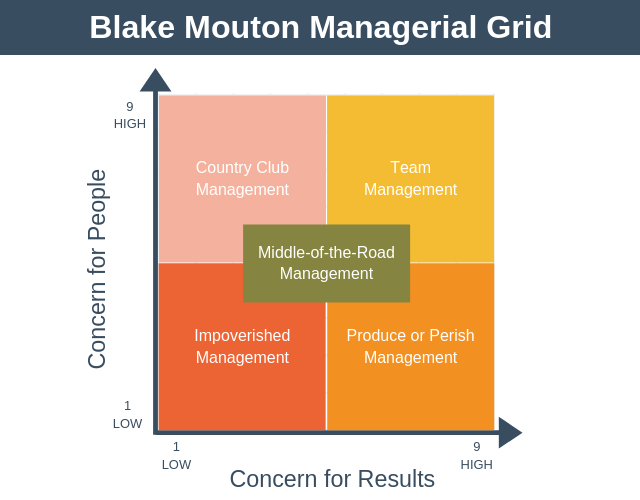 Blake Mouton Managerial Grid
9
HIGH
Concern for People
Country Club
Management
Team
Management
Middle-of-the-Road
Management
Impoverished
Management
Produce or Perish
Management
1
LOW
1
LOW
9
HIGH
Concern for Results